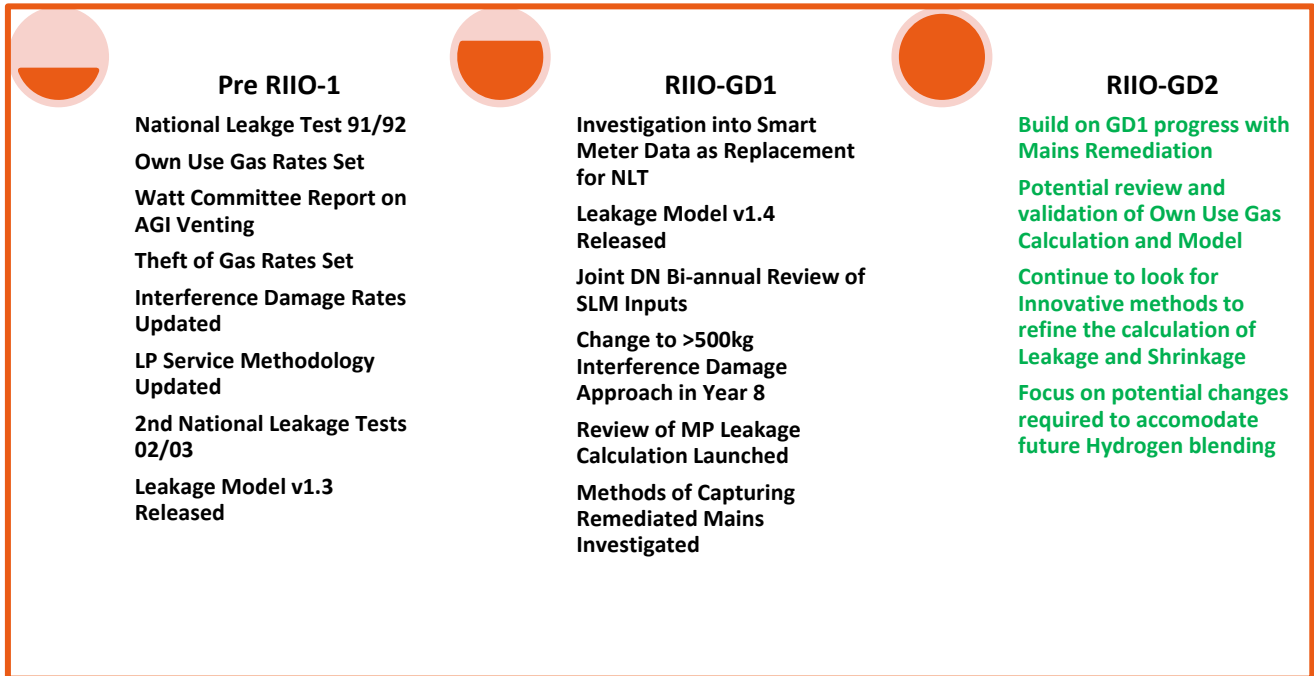 Pre RIIO-1
National Leakge Test 91/92
Own Use Gas Rates Set
Watt Committee Report on
AGI Venting
Theft of Gas Rates Set
Interference Damage Rates
Updated
LP Service Methodology
Updated
2nd National Leakage Tests
02/03
Leakage Model v1.3
Released
RIIO-GD1
Investigation into Smart
Meter Data as Replacement
for NLT
Leakage Model v1.4
Released
Joint DN Bi-annual Review of
SLM Inputs
Change to >500kg
Interference Damage
Approach in Year 8
Review of MP Leakage
Calculation Launched
Methods of Capturing
Remediated Mains
Investigated
RIIO-GD2
Build on GD1 progress with
Mains Remediation
Potential review and
validation of Own Use Gas
Calculation and Model
Continue to look for
Innovative methods to
refine the calculation of
Leakage and Shrinkage
Focus on potential changes
required to accomodate
future Hydrogen blending